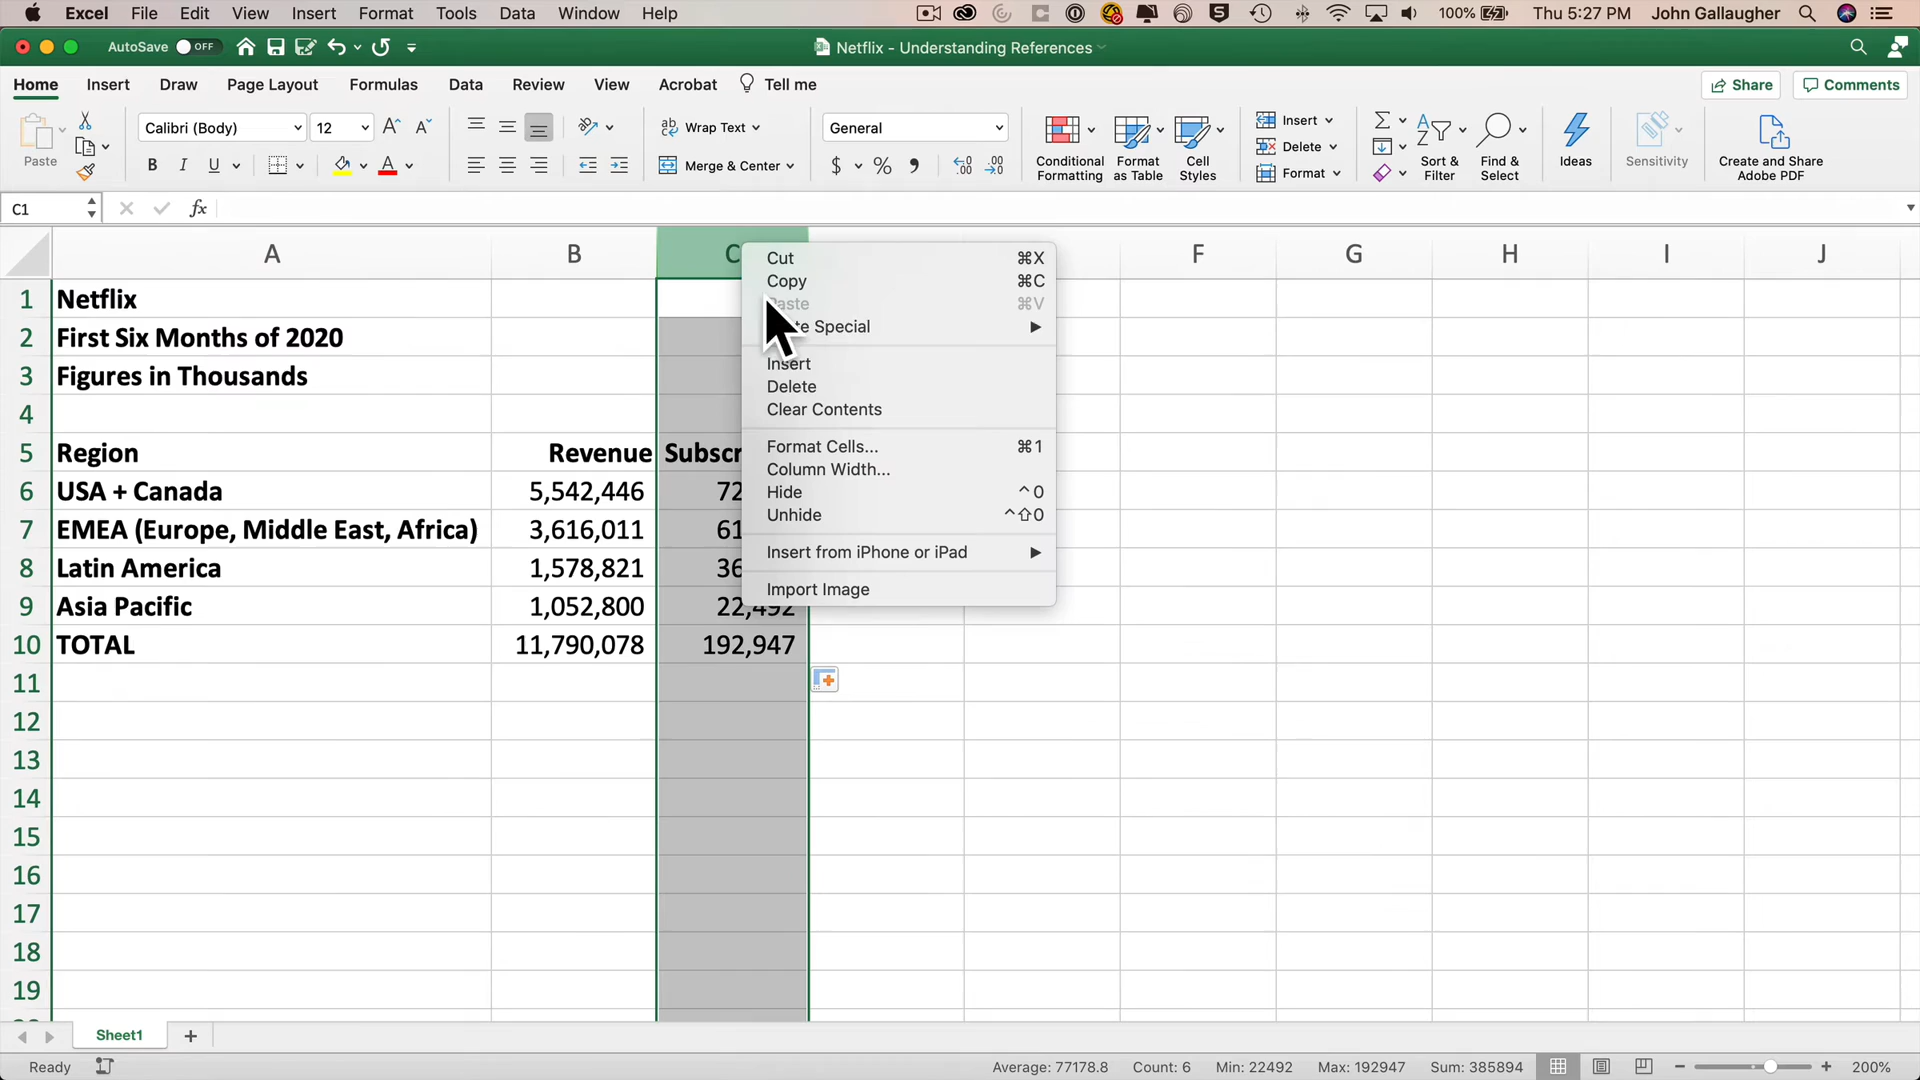 Excel File Edit View Insert Format Tools Data Window Help 100% Thu 5:27 PM John Gallaugher
AutoSave OFF Netflix - Understanding References
Home Insert Draw Page Layout Formulas Data Review View Acrobat Tell me Share Comments
Paste Calibri (Body) 12 Wrap Text General Insert
B I U Merge & Center $ % Conditional Formatting Format as Table Cell Styles Delete Format Sort & Filter Find & Select Ideas Sensitivity Create and Share Adobe PDF
C1 fx
A B C F G H I J
1 Netflix
2 First Six Months of 2020
3 Figures in Thousands
4
5 Region Revenue Subscr
6 USA + Canada 5,542,446 72
7 EMEA (Europe, Middle East, Africa) 3,616,011 61
8 Latin America 1,578,821 36
9 Asia Pacific 1,052,800 22,492
10 TOTAL 11,790,078 192,947
11
12
13
14
15
16
17
18
19
Cut ⌘X
Copy ⌘C
Paste ⌘V
Special
Insert
Delete
Clear Contents
Format Cells... ⌘1
Column Width...
Hide ^0
Unhide ^⇧0
Insert from iPhone or iPad
Import Image
Sheet1 +
Ready Average: 77178.8 Count: 6 Min: 22492 Max: 192947 Sum: 385894 200%